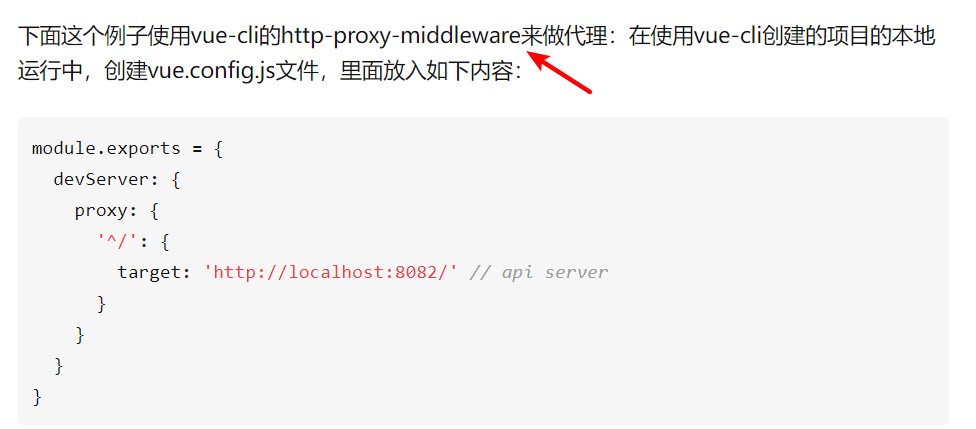 下面这个例子使用vue-cli的http-proxy-middleware来做代理：在使用vue-cli创建的项目的本地
运行中，创建vue.config.js文件，里面放入如下内容：
module.exports = {
  devServer: {
    proxy: {
      '^/': {
        target: 'http://localhost:8082/' // api server
      }
    }
  }
}